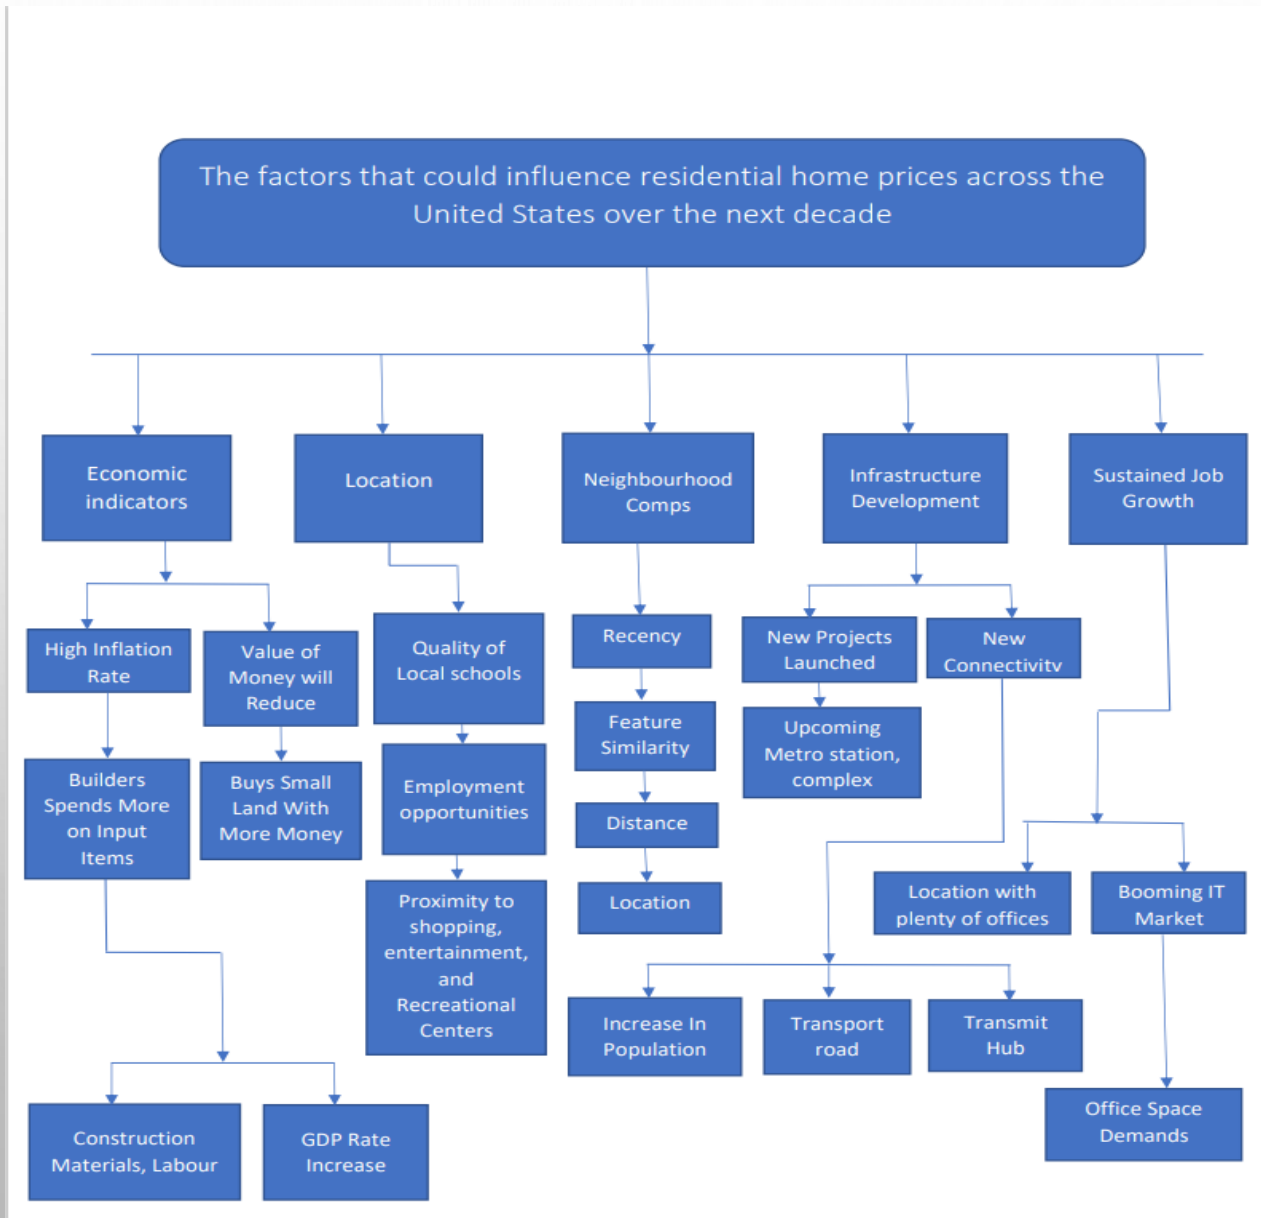 The factors that could influence residential home prices across the
United States over the next decade
Economic
indicators
Location
Neighbourhood
Comps
Infrastructure
Development
Sustained Job
Growth
High Inflation
Rate
Value of
Money will
Reduce
Quality of
Local schools
Recency
New Projects
Launched
New
Connectivity
Builders
Spends More
on Input
Items
Buys Small
Land With
More Money
Employment
opportunities
Feature
Similarity
Upcoming
Metro station,
complex
Distance
Location
Location with
plenty of offices
Booming IT
Market
Proximity to
shopping,
entertainment,
and
Recreational
Centers
Increase In
Population
Transport
road
Transmit
Hub
Office Space
Demands
Construction
Materials, Labour
GDP Rate
Increase